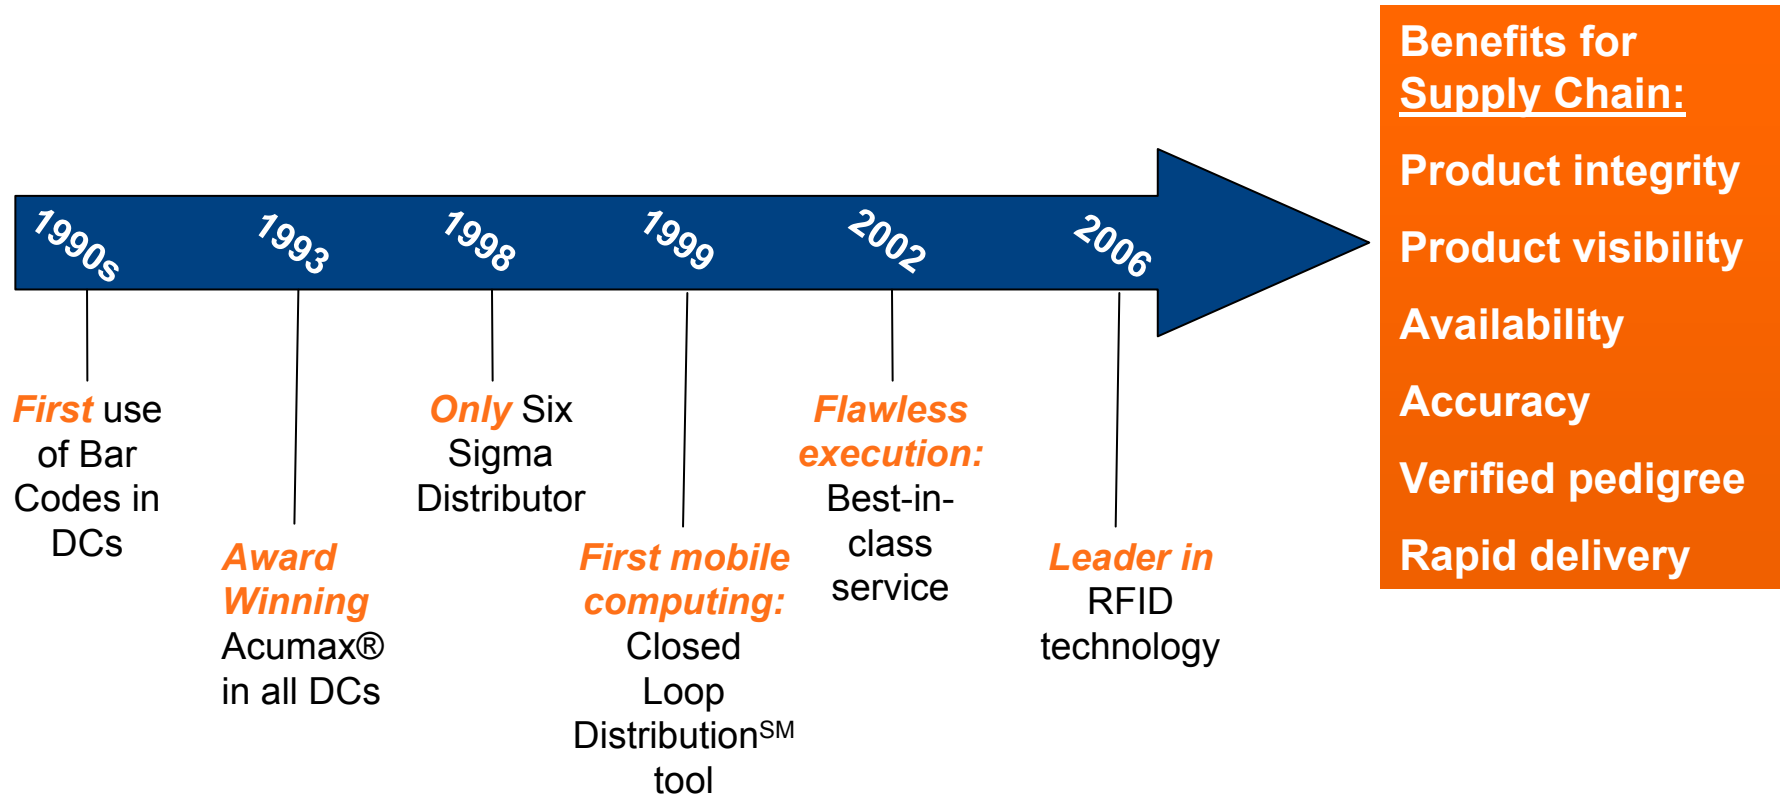 1990s
1993
1998
1999
2002
2006
First use
of Bar
Codes in
DCs
Award
Winning
Acumax®
in all DCs
Only Six
Sigma
Distributor
First mobile
computing:
Closed
Loop
DistributionSM
tool
Flawless
execution:
Best-in-
class
service
Leader in
RFID
technology
Benefits for
Supply Chain:
Product integrity
Product visibility
Availability
Accuracy
Verified pedigree
Rapid delivery